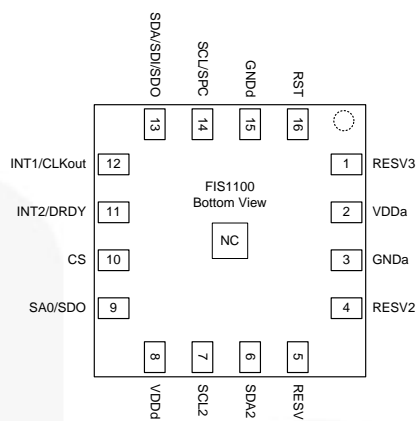 SDA/SDI/SDO
SCL/SPC
GNDd
RST
13
14
15
16
INT1/CLKout
12
FIS1100
Bottom View
1
RESV3
INT2/DRDY
11
NC
2
VDDa
CS
10
3
GNDa
SA0/SDO
9
4
RESV2
8
7
6
5
VDDd
SCL2
SDA2
RESV